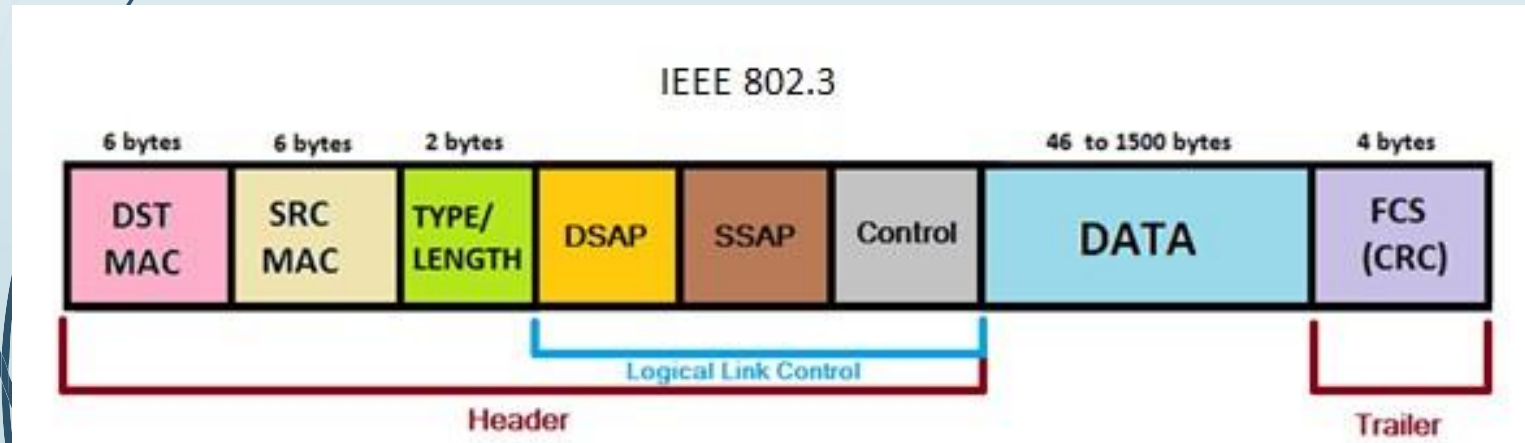 IEEE 802.3
6 bytes 6 bytes 2 bytes 46 to 1500 bytes 4 bytes
DST MAC
SRC MAC
TYPE/ LENGTH
DSAP
SSAP
Control
DATA
FCS (CRC)
Logical Link Control
Header
Trailer